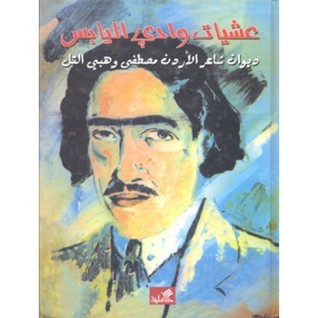 عشيات وادي اليابس
ديوان شاعر الأردن مصطفى وهبي التل